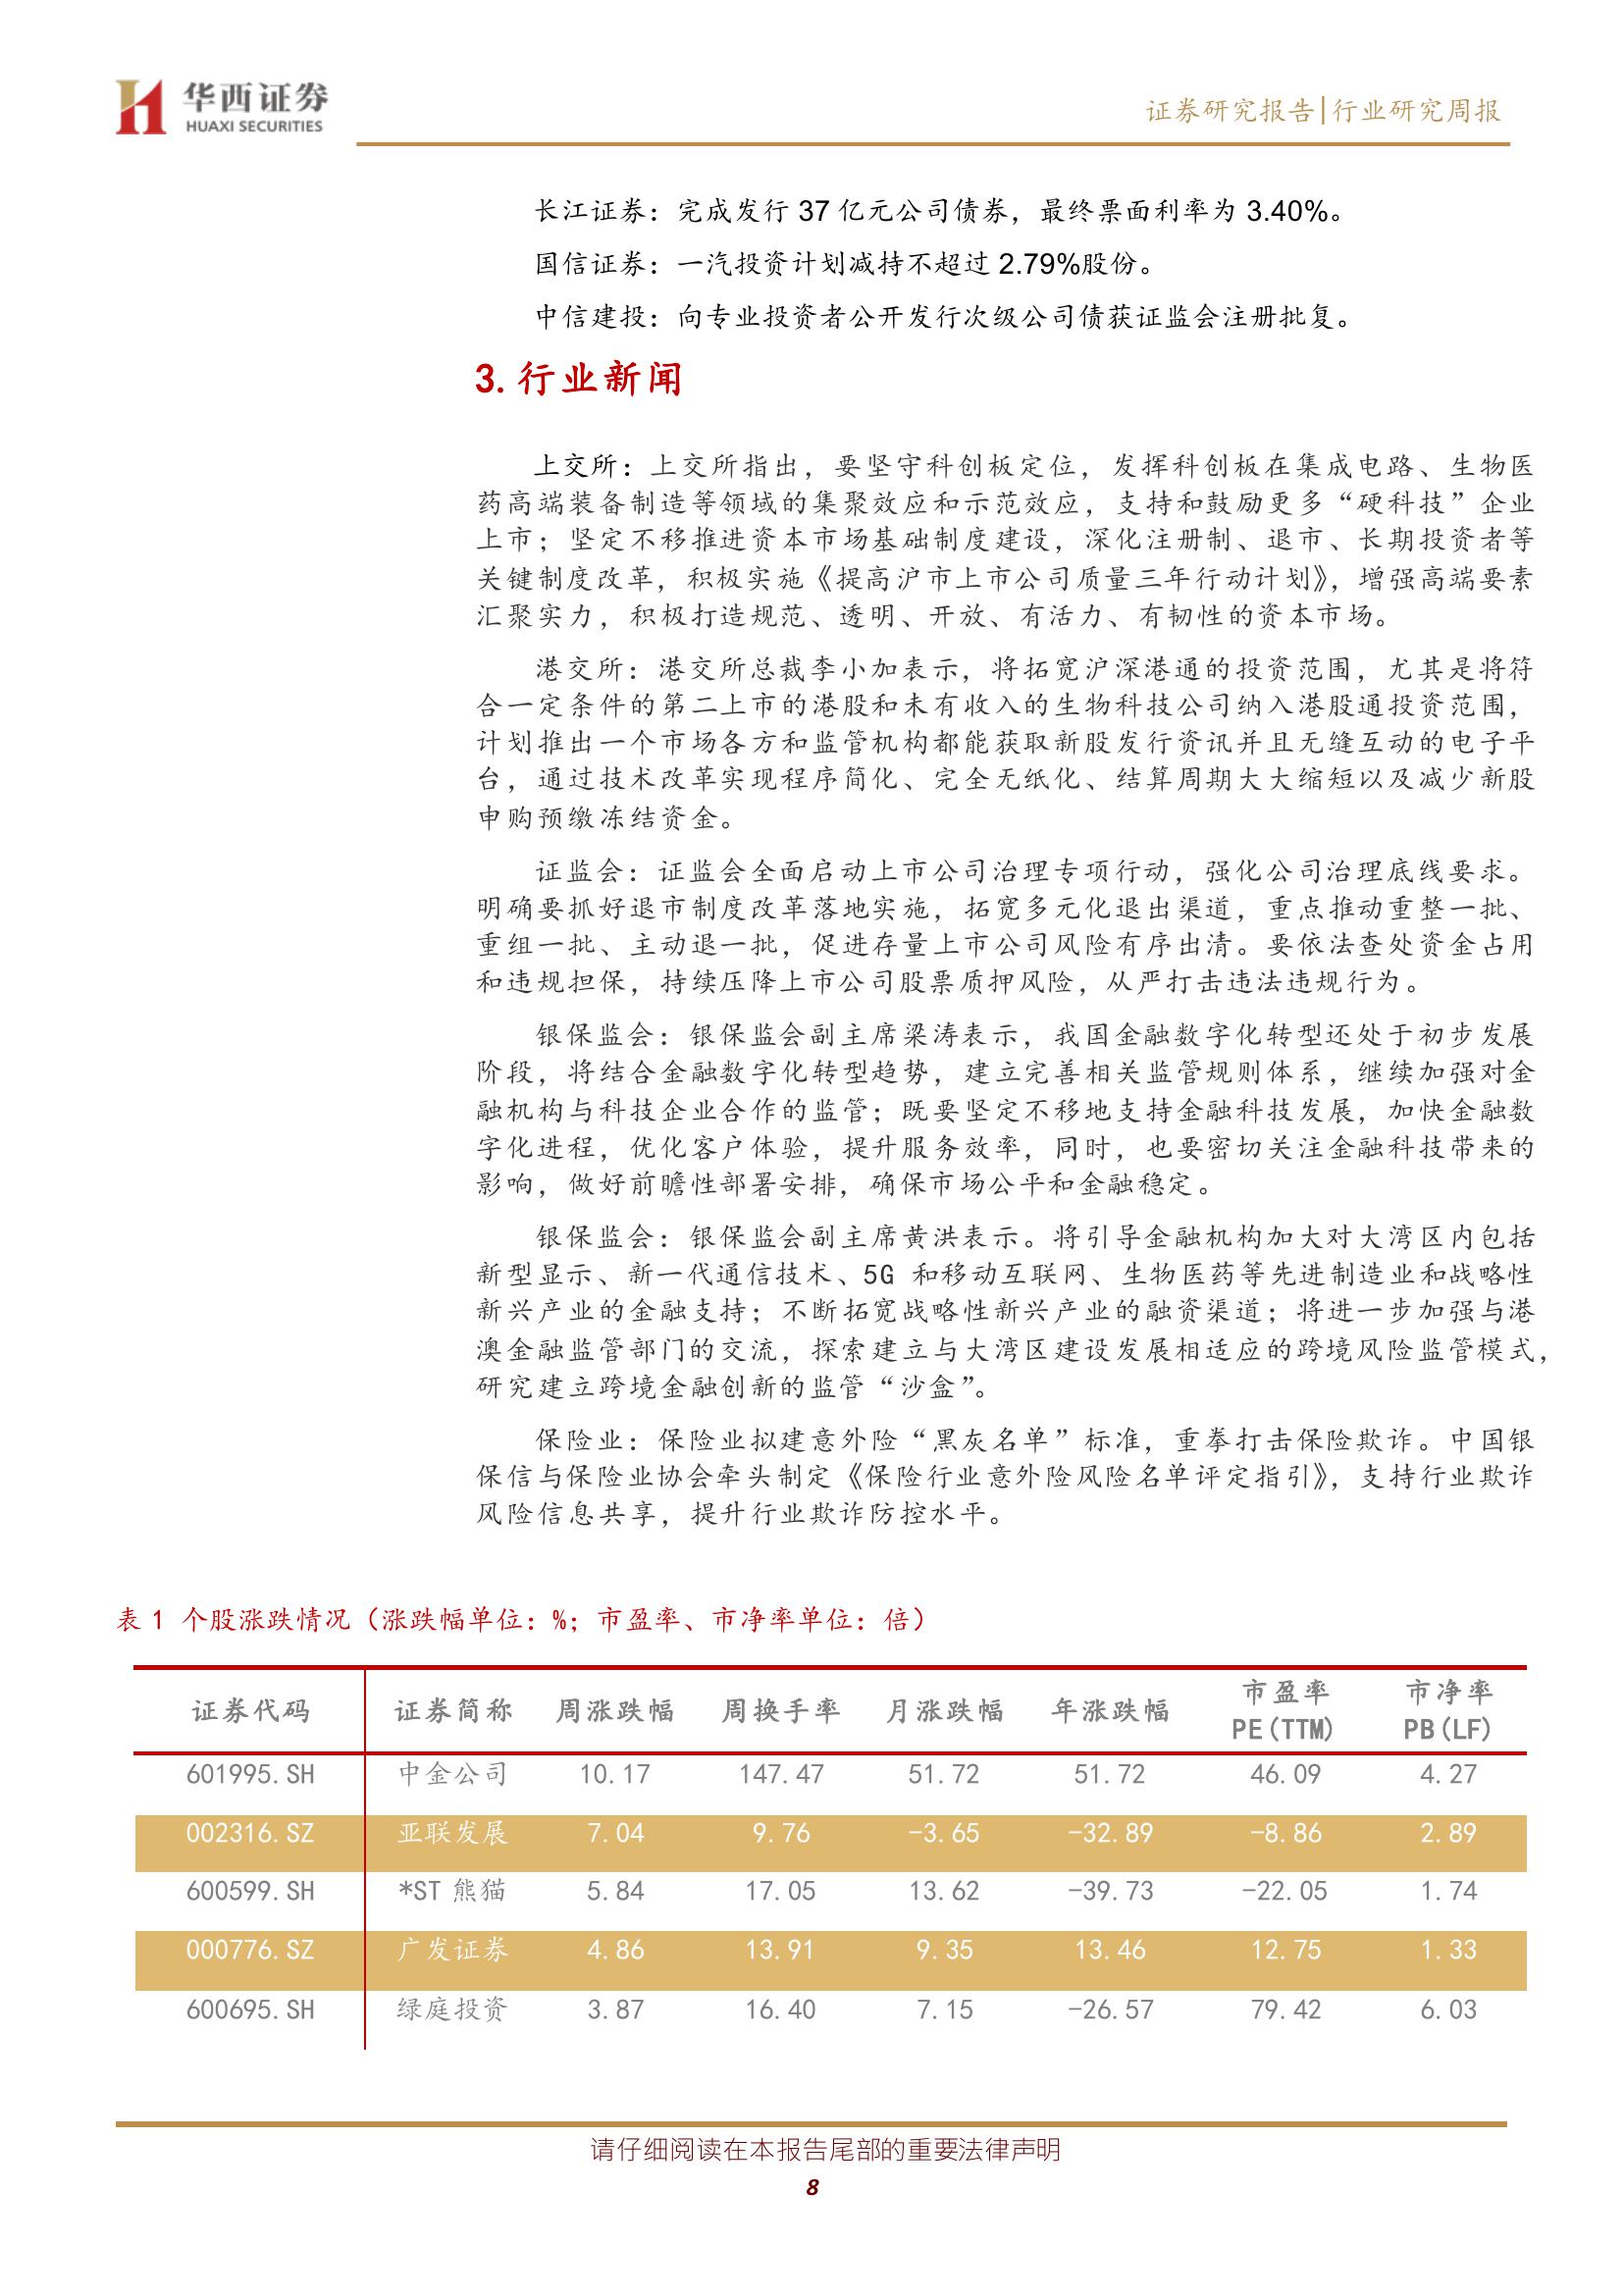 华西证券
HUAXI SECURITIES
证券研究报告|行业研究周报
长江证券：完成发行 37 亿元公司债券，最终票面利率为 3.40%。
国信证券：一汽投资计划减持不超过 2.79%股份。
中信建投：向专业投资者公开发行次级公司债获证监会注册批复。
3. 行业新闻
上交所：上交所指出，要坚守科创板定位，发挥科创板在集成电路、生物医
药高端装备制造等领域的集聚效应和示范效应，支持和鼓励更多“硬科技”企业
上市；坚定不移推进资本市场基础制度建设，深化注册制、退市、长期投资者等
关键制度改革，积极实施《提高沪市上市公司质量三年行动计划》，增强高端要素
汇聚实力，积极打造规范、透明、开放、有活力、有韧性的资本市场。
港交所：港交所总裁李小加表示，将拓宽沪深港通的投资范围，尤其是将符
合一定条件的第二上市的港股和未有收入的生物科技公司纳入港股通投资范围，
计划推出一个市场各方和监管机构都能获取新股发行资讯并且无缝互动的电子平
台，通过技术改革实现程序简化、完全无纸化、结算周期大大缩短以及减少新股
申购预缴冻结资金。
证监会：证监会全面启动上市公司治理专项行动，强化公司治理底线要求。
明确要抓好退市制度改革落地实施，拓宽多元化退出渠道，重点推动重整一批、
重组一批、主动退一批，促进存量上市公司风险有序出清。要依法查处资金占用
和违规担保，持续压降上市公司股票质押风险，从严打击违法违规行为。
银保监会：银保监会副主席梁涛表示，我国金融数字化转型还处于初步发展
阶段，将结合金融数字化转型趋势，建立完善相关监管规则体系，继续加强对金
融机构与科技企业合作的监管；既要坚定不移地支持金融科技发展，加快金融数
字化进程，优化客户体验，提升服务效率，同时，也要密切关注金融科技带来的
影响，做好前瞻性部署安排，确保市场公平和金融稳定。
银保监会：银保监会副主席黄洪表示。将引导金融机构加大对大湾区内包括
新型显示、新一代通信技术、5G 和移动互联网、生物医药等先进制造业和战略性
新兴产业的金融支持；不断拓宽战略性新兴产业的融资渠道；将进一步加强与港
澳金融监管部门的交流，探索建立与大湾区建设发展相适应的跨境风险监管模式，
研究建立跨境金融创新的监管“沙盒”。
保险业：保险业拟建意外险“黑灰名单”标准，重拳打击保险欺诈。中国银
保信与保险业协会牵头制定《保险行业意外险风险名单评定指引》，支持行业欺诈
风险信息共享，提升行业欺诈防控水平。
表 1 个股涨跌情况（涨跌幅单位：%；市盈率、市净率单位：倍）
证券代码 证券简称 周涨跌幅 周换手率 月涨跌幅 年涨跌幅 市盈率 PE(TTM) 市净率 PB(LF)
601995.SH 中金公司 10.17 147.47 51.72 51.72 46.09 4.27
002316.SZ 亚联发展 7.04 9.76 -3.65 -32.89 -8.86 2.89
600599.SH *ST 熊猫 5.84 17.05 13.62 -39.73 -22.05 1.74
000776.SZ 广发证券 4.86 13.91 9.35 13.46 12.75 1.33
600695.SH 绿庭投资 3.87 16.40 7.15 -26.57 79.42 6.03
请仔细阅读在本报告尾部的重要法律声明
8